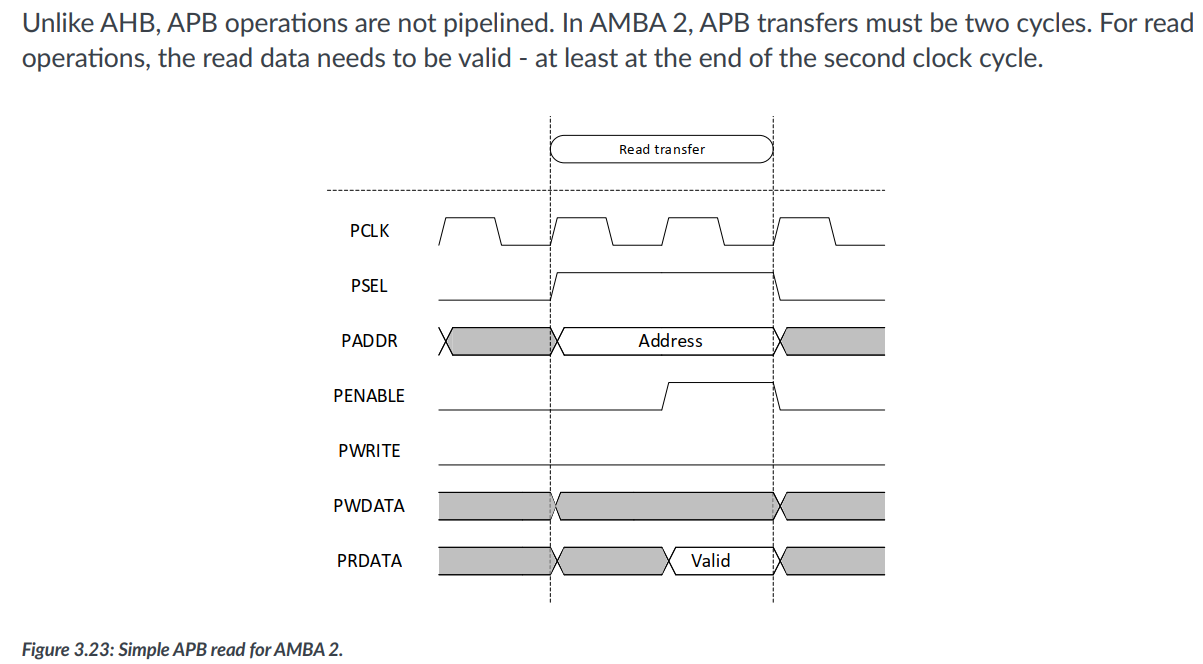 Unlike AHB, APB operations are not pipelined. In AMBA 2, APB transfers must be two cycles. For read
operations, the read data needs to be valid - at least at the end of the second clock cycle.
Read transfer
PCLK
PSEL
PADDR
Address
PENABLE
PWRITE
PWDATA
PRDATA
Valid
Figure 3.23: Simple APB read for AMBA 2.